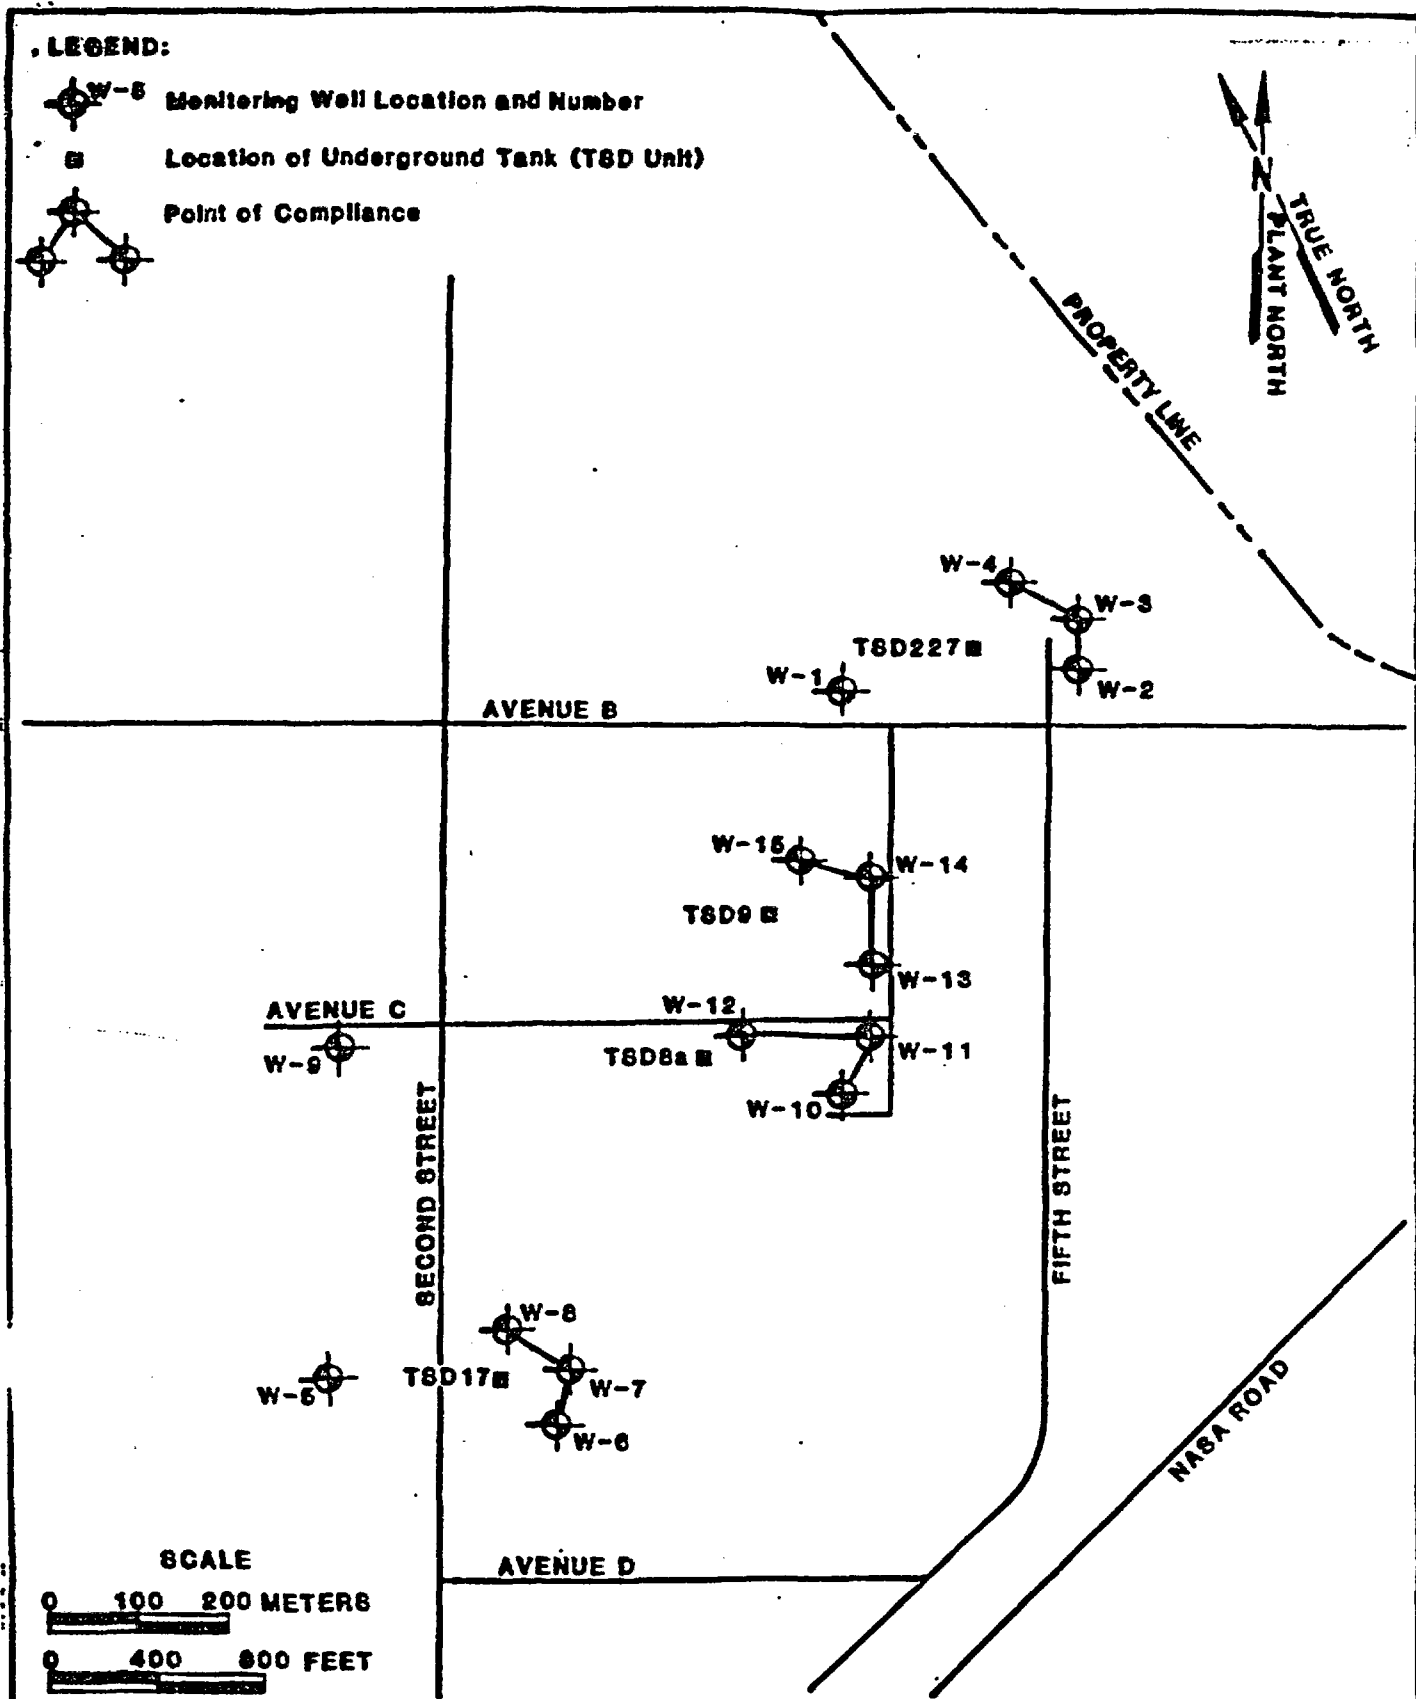 LEGEND:
W-5
Monitoring Well Location and Number
Location of Underground Tank (TSD Unit)
Point of Compliance
N
TRUE NORTH
PLANT NORTH
PROPERTY LINE
W-4
W-3
TSD227
W-1
W-2
AVENUE B
W-15
W-14
TSD9
W-13
AVENUE C
W-12
W-9
TSD8a
W-11
W-10
SECOND STREET
FIFTH STREET
W-8
TSD17
W-5
W-7
W-6
NASA ROAD
AVENUE D
SCALE
0 100 200 METERS
0 400 800 FEET